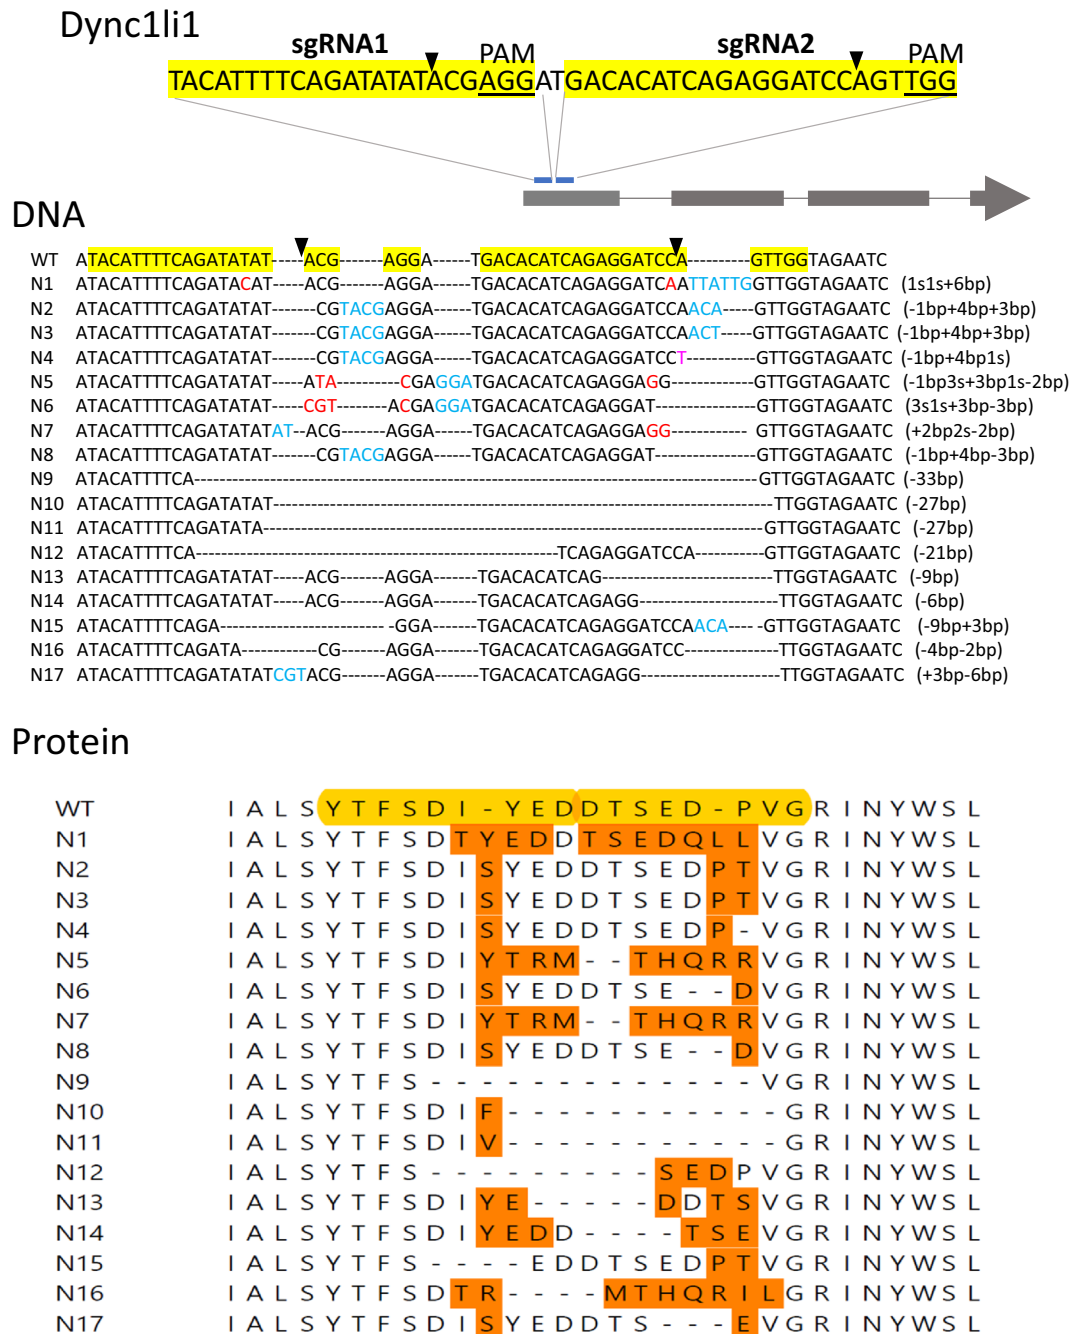 Dync1li1
sgRNA1 PAM sgRNA2 PAM
TACATTTTCAGATATATACGAGGATGACACATCAGAGGATCCAGTTGG
DNA
WT ATACATTTTCAGATATAT-----ACG-------AGGA-----TGACACATCAGAGGATCCA---------GTTGGTAGAATC
N1 ATACATTTTCAGATACAT-----ACG-------AGGA------TGACACATCAGAGGATCAATTATTGGTTGGTAGAATC (1s1s+6bp)
N2 ATACATTTTCAGATATAT-------CGTACGAGGA------TGACACATCAGAGGATCCAACA-----GTTGGTAGAATC (-1bp+4bp+3bp)
N3 ATACATTTTCAGATATAT-------CGTACGAGGA------TGACACATCAGAGGATCCAACT-----GTTGGTAGAATC (-1bp+4bp+3bp)
N4 ATACATTTTCAGATATAT-------CGTACGAGGA------TGACACATCAGAGGATCCT-----------GTTGGTAGAATC (-1bp+4bp1s)
N5 ATACATTTTCAGATATAT-----ATA----------CGAGGATGACACATCAGAGGAGG-------------GTTGGTAGAATC (-1bp3s+3bp1s-2bp)
N6 ATACATTTTCAGATATAT-----CGT--------ACGAGGATGACACATCAGAGGAT----------------GTTGGTAGAATC (3s1s+3bp-3bp)
N7 ATACATTTTCAGATATATAT--ACG-------AGGA------TGACACATCAGAGGAGG------------ GTTGGTAGAATC (+2bp2s-2bp)
N8 ATACATTTTCAGATATAT-------CGTACGAGGA------TGACACATCAGAGGAT----------------GTTGGTAGAATC (-1bp+4bp-3bp)
N9 ATACATTTTCA-----------------------------------------------------------------------------------------GTTGGTAGAATC (-33bp)
N10 ATACATTTTCAGATATAT-------------------------------------------------------------------------------TTGGTAGAATC (-27bp)
N11 ATACATTTTCAGATATA-------------------------------------------------------------------------------GTTGGTAGAATC (-27bp)
N12 ATACATTTTCA---------------------------------------------------------TCAGAGGATCCA-----------GTTGGTAGAATC (-21bp)
N13 ATACATTTTCAGATATAT-----ACG-------AGGA------TGACACATCAG---------------------------TTGGTAGAATC (-9bp)
N14 ATACATTTTCAGATATAT-----ACG-------AGGA------TGACACATCAGAGG----------------------TTGGTAGAATC (-6bp)
N15 ATACATTTTCAGA----------------------- -GGA------TGACACATCAGAGGATCCAACA---- -GTTGGTAGAATC (-9bp+3bp)
N16 ATACATTTTCAGATA------------CG-------AGGA------TGACACATCAGAGGATCC---------------TTGGTAGAATC (-4bp-2bp)
N17 ATACATTTTCAGATATATCGTACG-------AGGA------TGACACATCAGAGG----------------------TTGGTAGAATC (+3bp-6bp)
Protein
WT I A L S Y T F S D I - Y E D D T S E D - P V G R I N Y W S L
N1 I A L S Y T F S D T Y E D D T S E D Q L L V G R I N Y W S L
N2 I A L S Y T F S D I S Y E D D T S E D P T V G R I N Y W S L
N3 I A L S Y T F S D I S Y E D D T S E D P T V G R I N Y W S L
N4 I A L S Y T F S D I S Y E D D T S E D P - V G R I N Y W S L
N5 I A L S Y T F S D I Y T R M - - T H Q R R V G R I N Y W S L
N6 I A L S Y T F S D I S Y E D D T S E - - D V G R I N Y W S L
N7 I A L S Y T F S D I Y T R M - - T H Q R R V G R I N Y W S L
N8 I A L S Y T F S D I S Y E D D T S E - - D V G R I N Y W S L
N9 I A L S Y T F S - - - - - - - - - - - - - V G R I N Y W S L
N10 I A L S Y T F S D I F - - - - - - - - - - - G R I N Y W S L
N11 I A L S Y T F S D I V - - - - - - - - - - - G R I N Y W S L
N12 I A L S Y T F S - - - - - - - - - S E D P V G R I N Y W S L
N13 I A L S Y T F S D I Y E - - - - - D D T S V G R I N Y W S L
N14 I A L S Y T F S D I Y E D D - - - - T S E V G R I N Y W S L
N15 I A L S Y T F S - - - - E D D T S E D P T V G R I N Y W S L
N16 I A L S Y T F S D T R - - - - M T H Q R I L G R I N Y W S L
N17 I A L S Y T F S D I S Y E D D T S - - - E V G R I N Y W S L